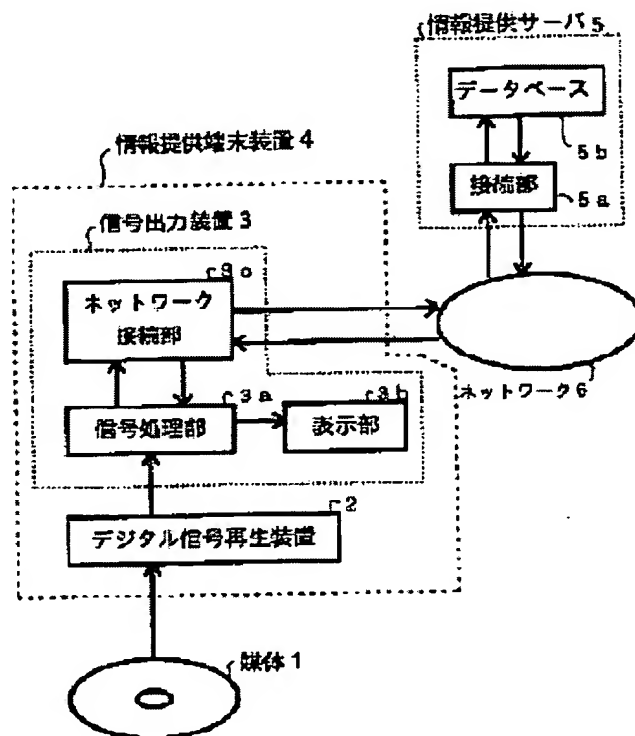 情報提供サーバ5
データベース
5b
接続部
5a
情報提供端末装置4
信号出力装置3
3c
ネットワーク
接続部
ネットワーク6
3a
3b
信号処理部
表示部
2
デジタル信号再生装置
媒体1